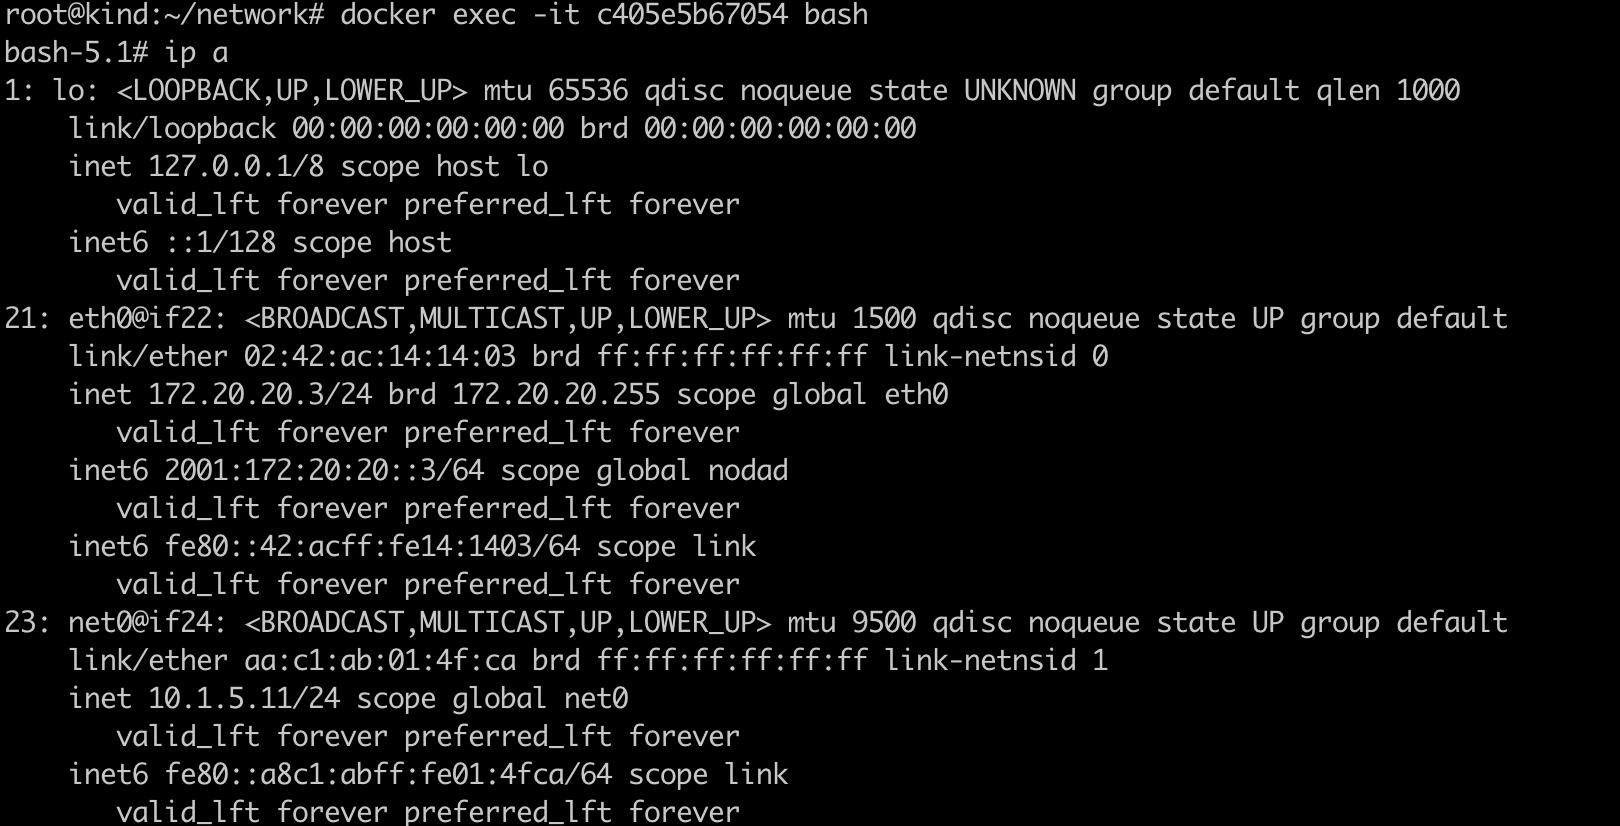 root@kind:~/network# docker exec -it c405e5b67054 bash
bash-5.1# ip a
1: lo: <LOOPBACK,UP,LOWER_UP> mtu 65536 qdisc noqueue state UNKNOWN group default qlen 1000
    link/loopback 00:00:00:00:00:00 brd 00:00:00:00:00:00
    inet 127.0.0.1/8 scope host lo
       valid_lft forever preferred_lft forever
    inet6 ::1/128 scope host
       valid_lft forever preferred_lft forever
21: eth0@if22: <BROADCAST,MULTICAST,UP,LOWER_UP> mtu 1500 qdisc noqueue state UP group default
    link/ether 02:42:ac:14:14:03 brd ff:ff:ff:ff:ff:ff link-netnsid 0
    inet 172.20.20.3/24 brd 172.20.20.255 scope global eth0
       valid_lft forever preferred_lft forever
    inet6 2001:172:20:20::3/64 scope global nodad
       valid_lft forever preferred_lft forever
    inet6 fe80::42:acff:fe14:1403/64 scope link
       valid_lft forever preferred_lft forever
23: net0@if24: <BROADCAST,MULTICAST,UP,LOWER_UP> mtu 9500 qdisc noqueue state UP group default
    link/ether aa:c1:ab:01:4f:ca brd ff:ff:ff:ff:ff:ff link-netnsid 1
    inet 10.1.5.11/24 scope global net0
       valid_lft forever preferred_lft forever
    inet6 fe80::a8c1:abff:fe01:4fca/64 scope link
       valid_lft forever preferred_lft forever